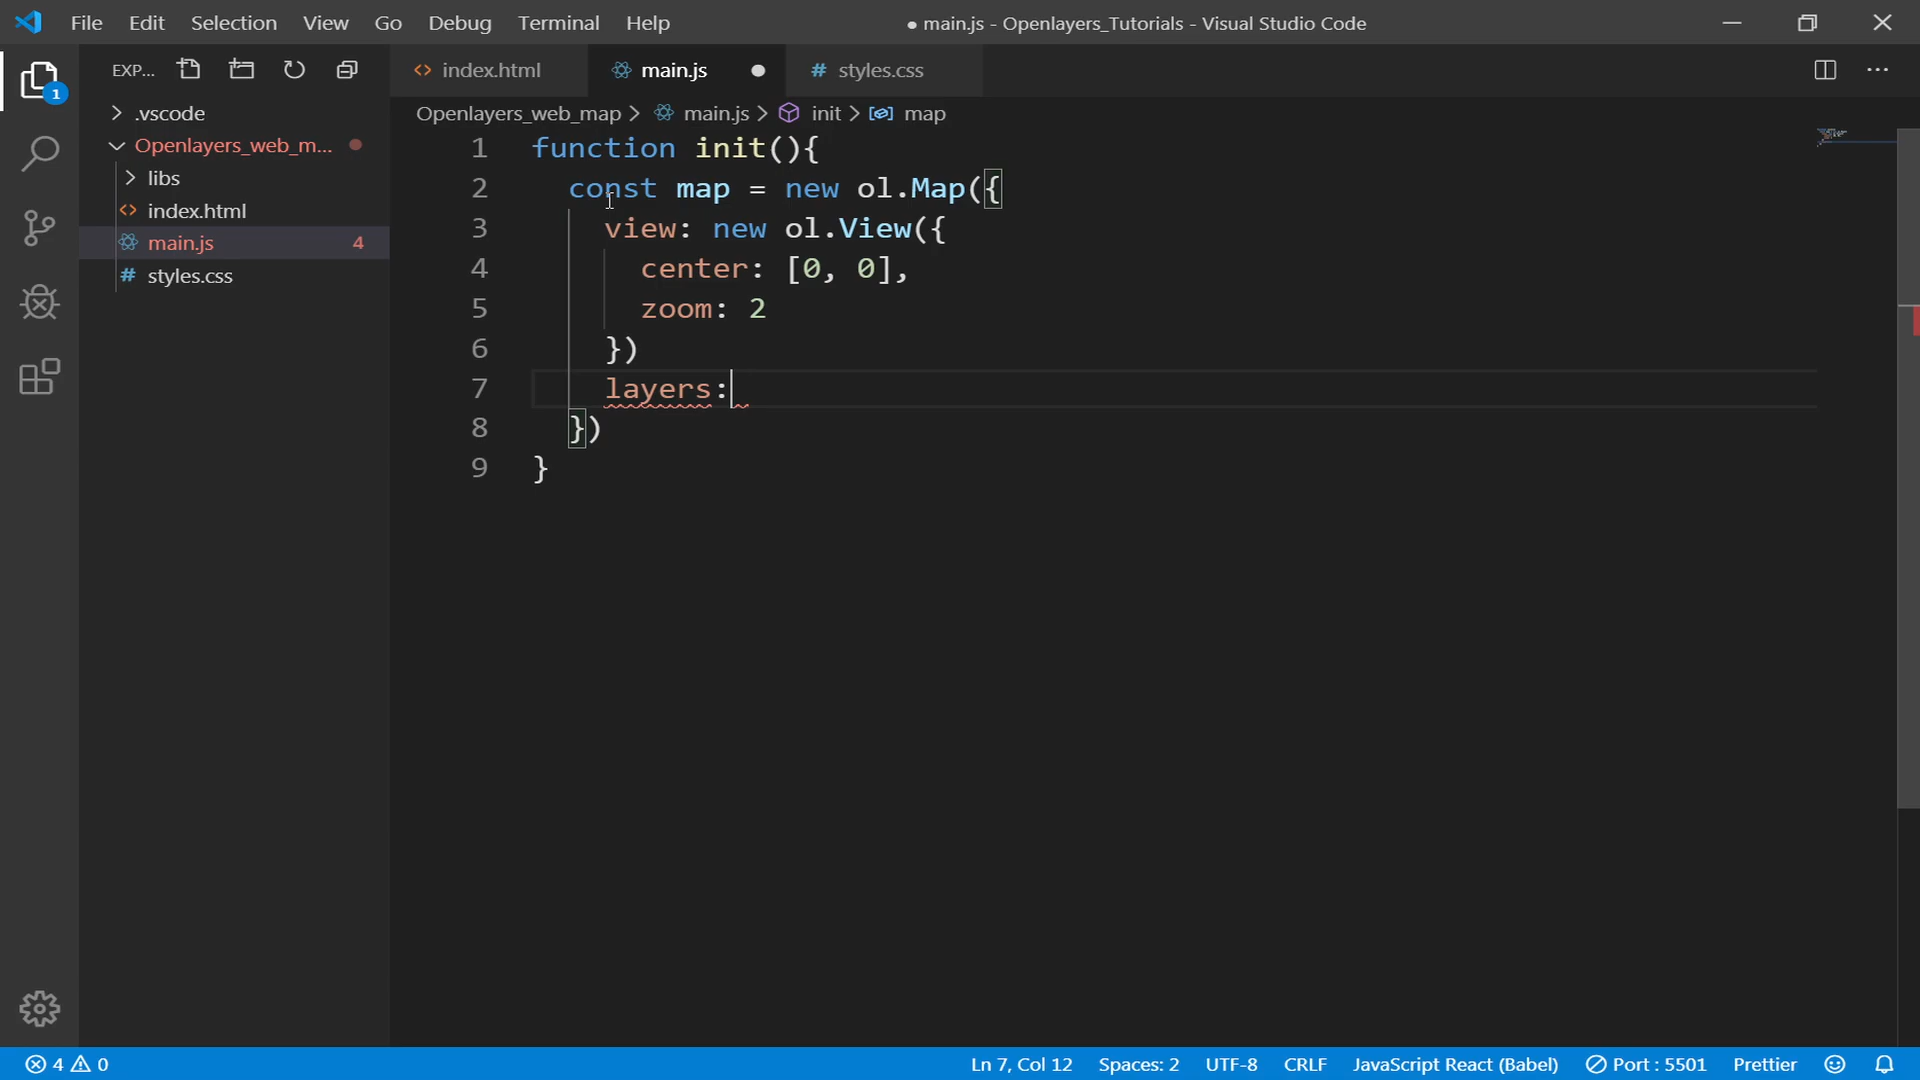 File Edit Selection View Go Debug Terminal Help ● main.js - Openlayers_Tutorials - Visual Studio Code
EXP...
index.html main.js styles.css
1
.vscode
Openlayers_web_map > main.js > init > map
Openlayers_web_m...
libs
index.html
main.js 4
styles.css
1 function init(){
2 const map = new ol.Map({
3 view: new ol.View({
4 center: [0, 0],
5 zoom: 2
6 })
7 layers:
8 })
9 }
4 0 Ln 7, Col 12 Spaces: 2 UTF-8 CRLF JavaScript React (Babel) Port : 5501 Prettier